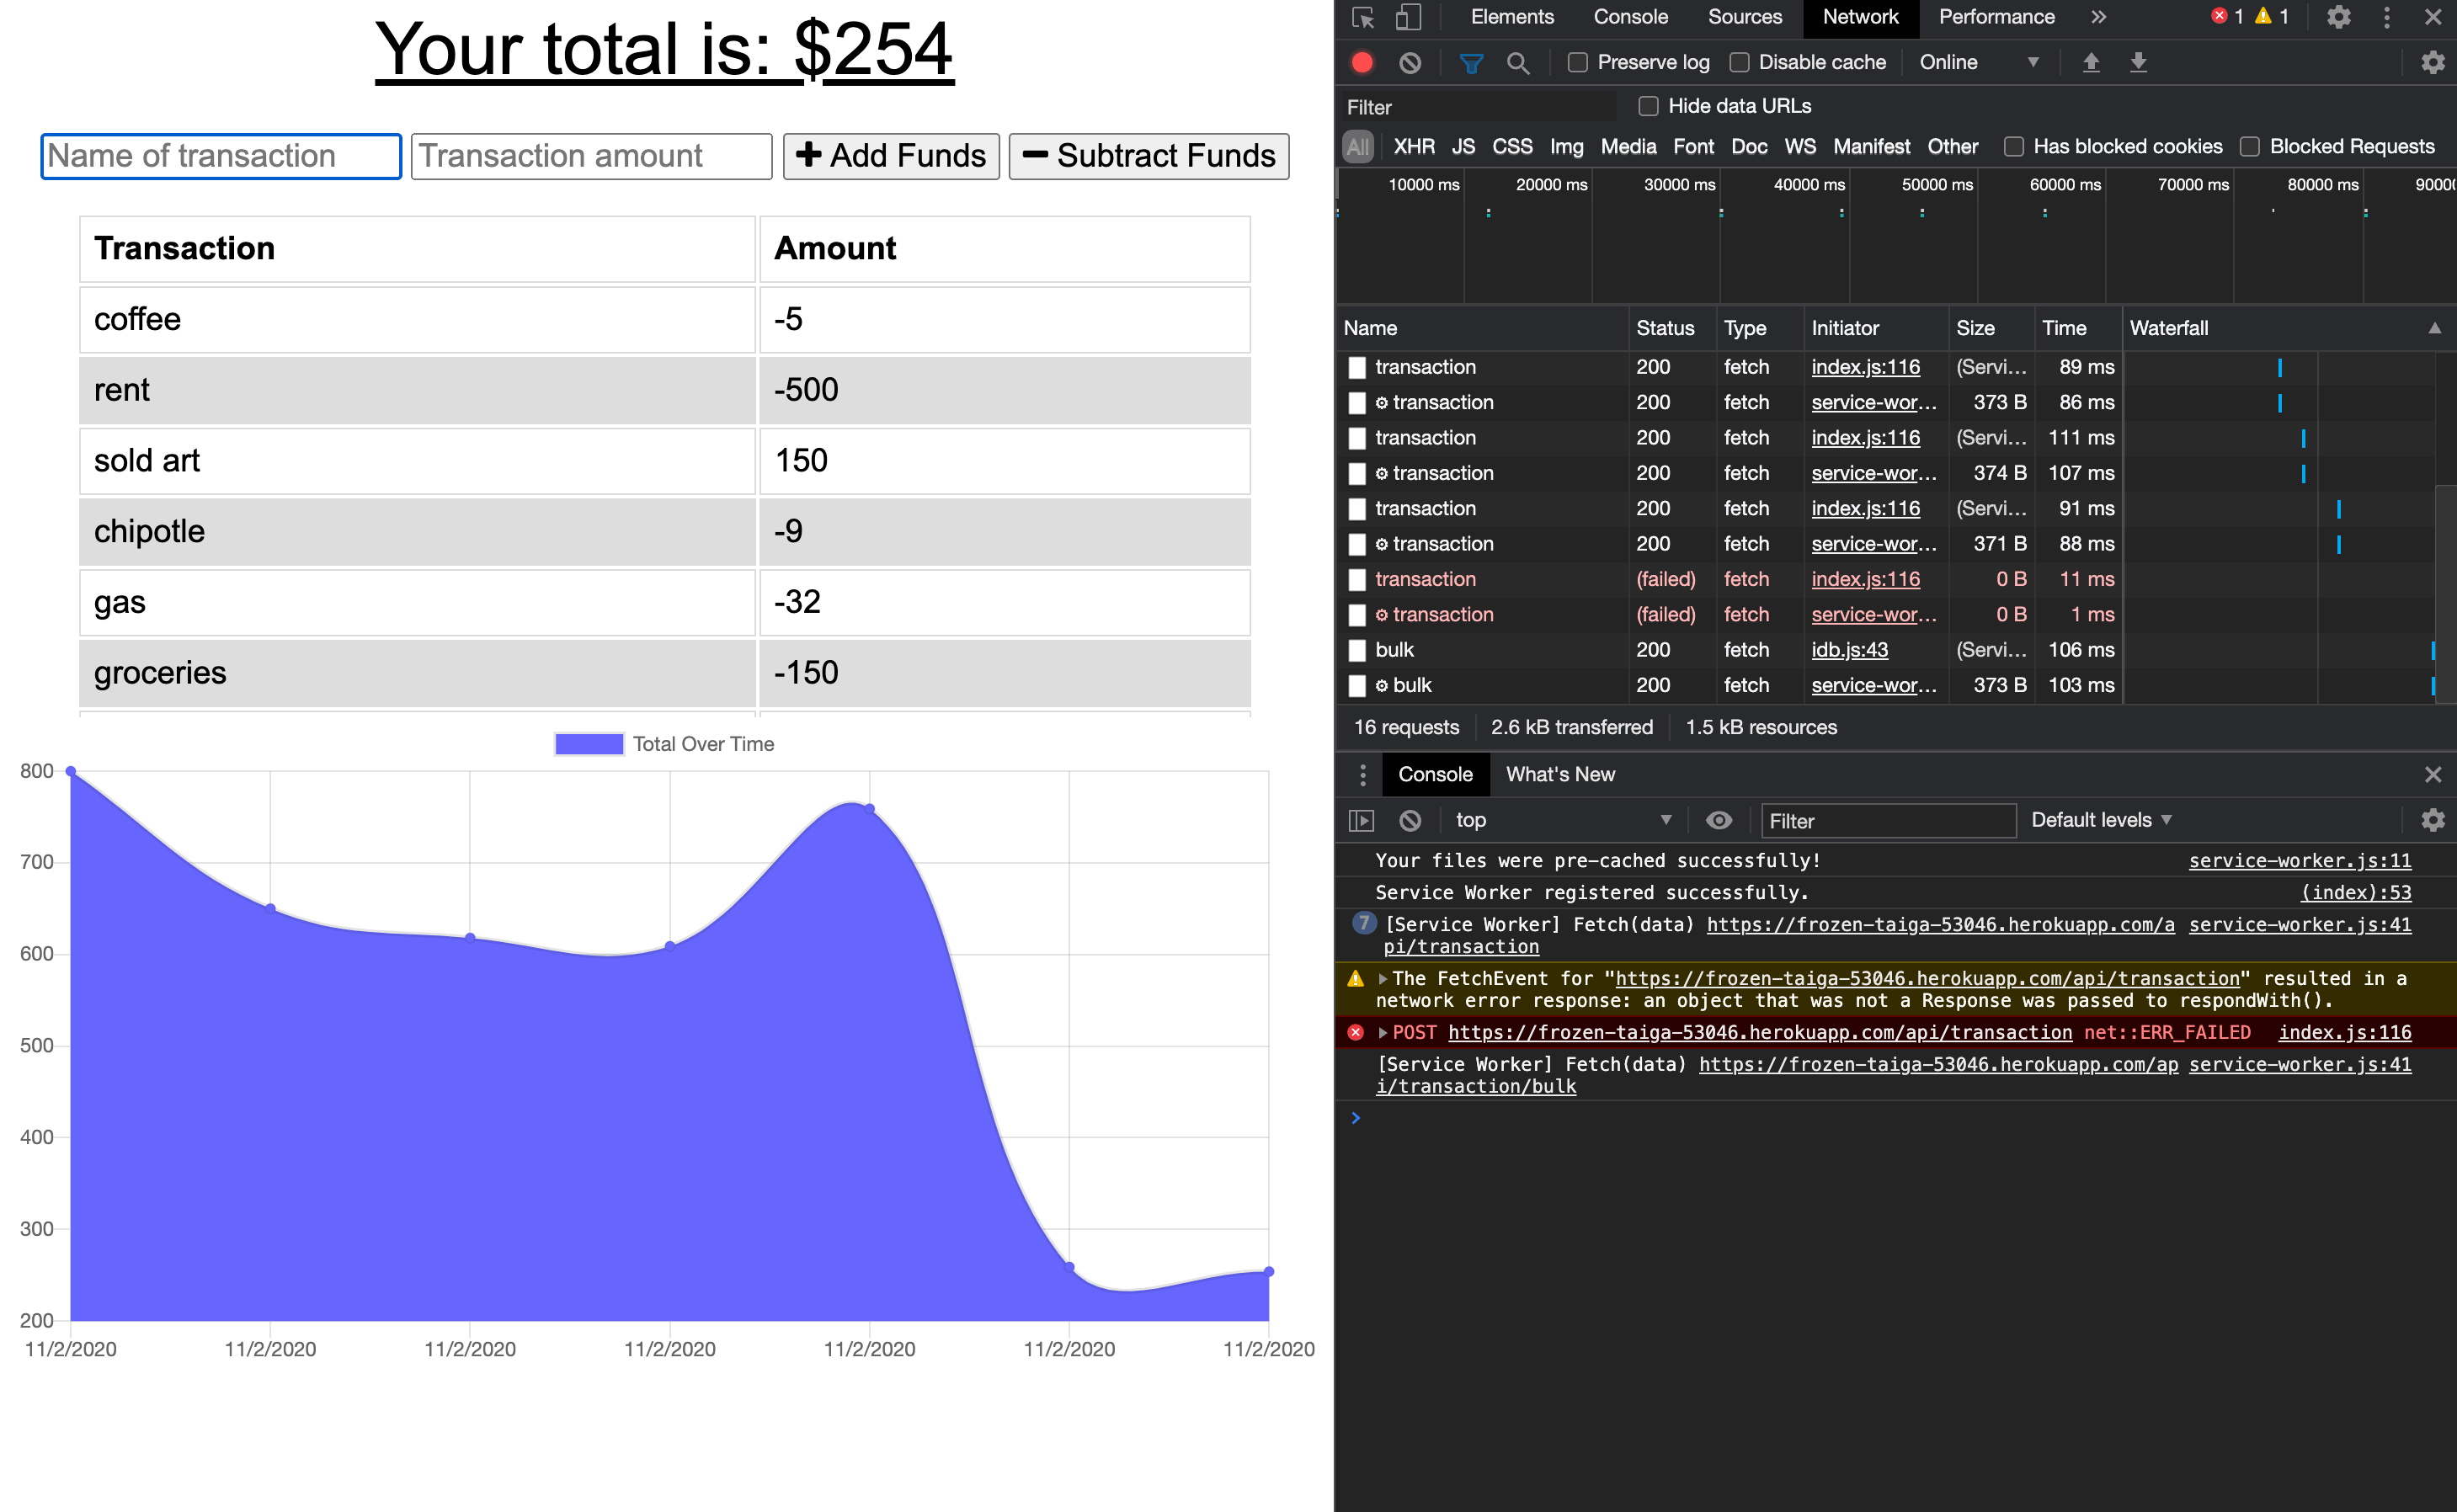 Your total is: $254
Name of transaction Transaction amount Add Funds Subtract Funds
Transaction Amount
coffee -5
rent -500
sold art 150
chipotle -9
gas -32
groceries -150
Total Over Time
800
700
600
500
400
300
200
11/2/2020 11/2/2020 11/2/2020 11/2/2020 11/2/2020 11/2/2020 11/2/2020
Elements Console Sources Network Performance » 1 1
Preserve log Disable cache Online
Filter Hide data URLs
All XHR JS CSS Img Media Font Doc WS Manifest Other Has blocked cookies Blocked Requests
10000 ms 20000 ms 30000 ms 40000 ms 50000 ms 60000 ms 70000 ms 80000 ms 9000
Name Status Type Initiator Size Time Waterfall
transaction 200 fetch index.js:116 (Servi... 89 ms
transaction 200 fetch service-wor... 373 B 86 ms
transaction 200 fetch index.js:116 (Servi... 111 ms
transaction 200 fetch service-wor... 374 B 107 ms
transaction 200 fetch index.js:116 (Servi... 91 ms
transaction 200 fetch service-wor... 371 B 88 ms
transaction (failed) fetch index.js:116 0 B 11 ms
transaction (failed) fetch service-wor... 0 B 1 ms
bulk 200 fetch idb.js:43 (Servi... 106 ms
bulk 200 fetch service-wor... 373 B 103 ms
16 requests 2.6 kB transferred 1.5 kB resources
Console What's New
top Filter Default levels
Your files were pre-cached successfully! service-worker.js:11
Service Worker registered successfully. (index):53
7 [Service Worker] Fetch(data) https://frozen-taiga-53046.herokuapp.com/a service-worker.js:41
pi/transaction
The FetchEvent for "https://frozen-taiga-53046.herokuapp.com/api/transaction" resulted in a
network error response: an object that was not a Response was passed to respondWith().
POST https://frozen-taiga-53046.herokuapp.com/api/transaction net::ERR_FAILED index.js:116
[Service Worker] Fetch(data) https://frozen-taiga-53046.herokuapp.com/ap service-worker.js:41
i/transaction/bulk